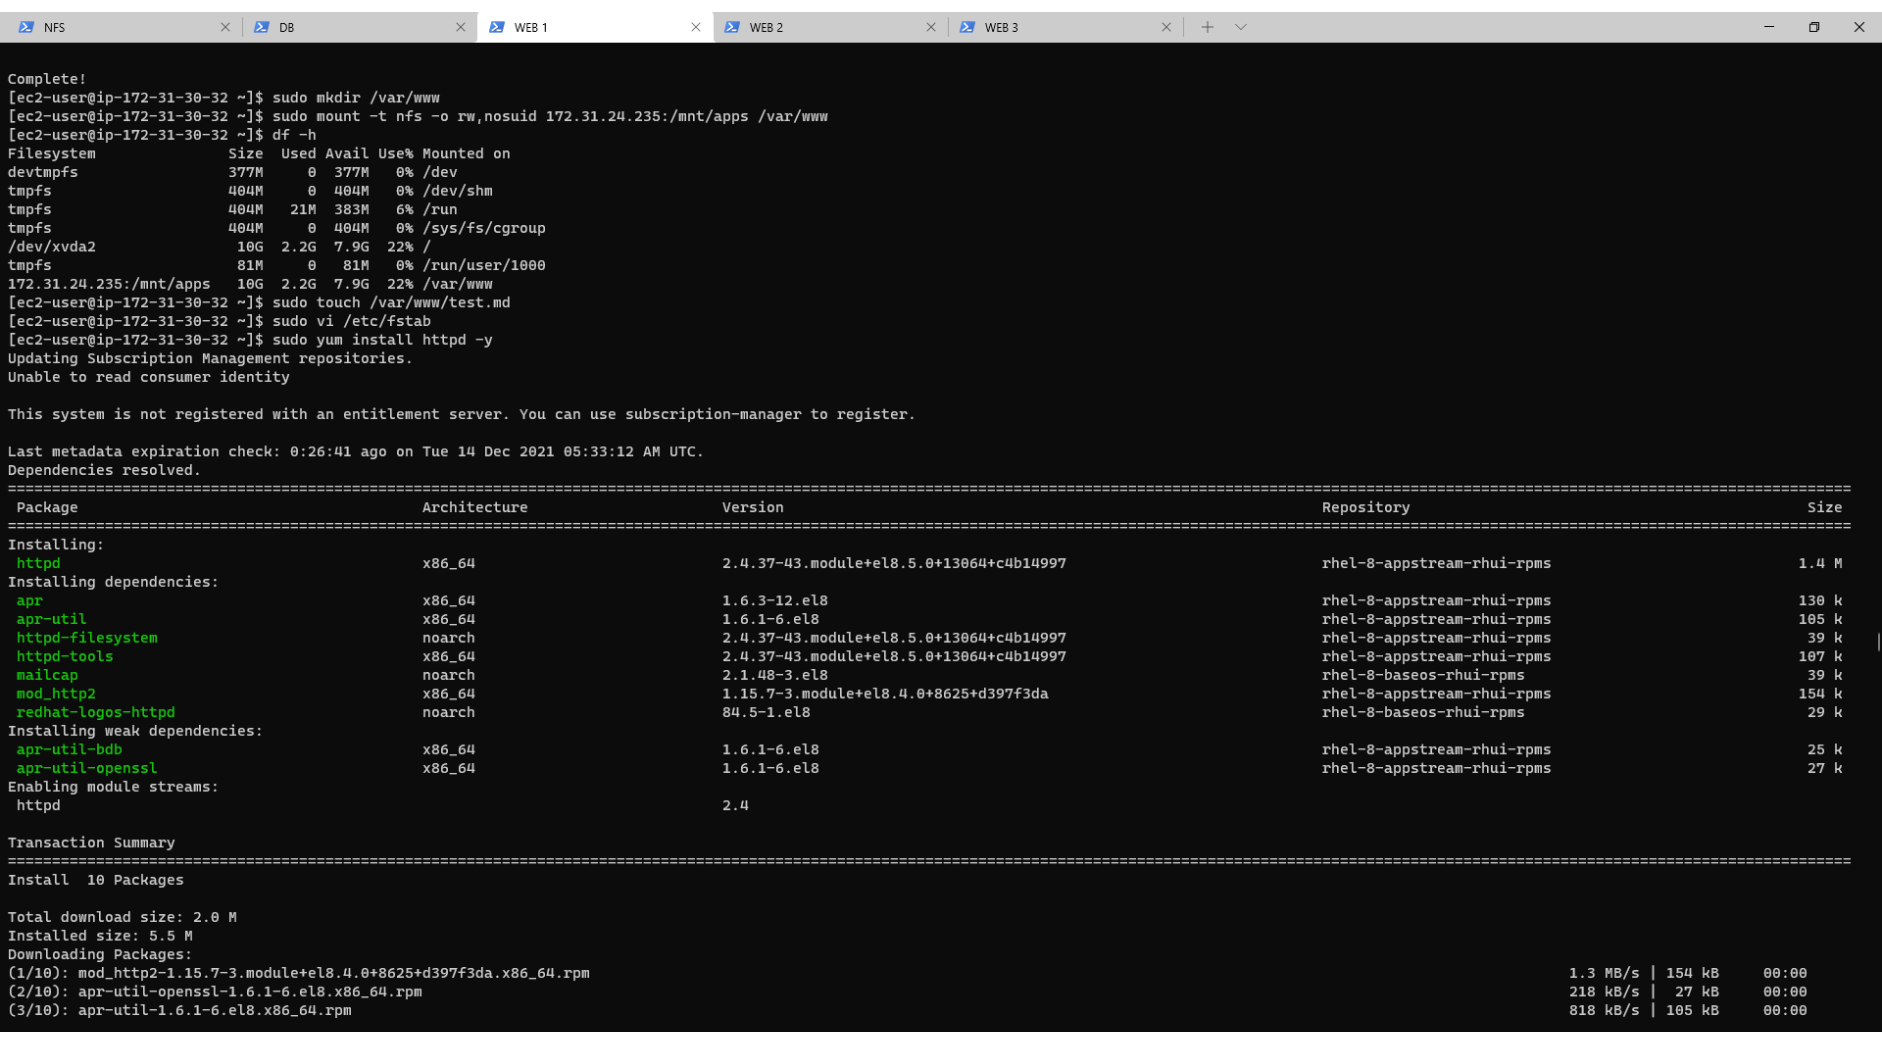 NFS DB WEB 1 WEB 2 WEB 3
Complete!
[ec2-user@ip-172-31-30-32 ~]$ sudo mkdir /var/www
[ec2-user@ip-172-31-30-32 ~]$ sudo mount -t nfs -o rw,nosuid 172.31.24.235:/mnt/apps /var/www
[ec2-user@ip-172-31-30-32 ~]$ df -h
Filesystem Size Used Avail Use% Mounted on
devtmpfs 377M 0 377M 0% /dev
tmpfs 404M 0 404M 0% /dev/shm
tmpfs 404M 21M 383M 6% /run
tmpfs 404M 0 404M 0% /sys/fs/cgroup
/dev/xvda2 10G 2.2G 7.9G 22% /
tmpfs 81M 0 81M 0% /run/user/1000
172.31.24.235:/mnt/apps 10G 2.2G 7.9G 22% /var/www
[ec2-user@ip-172-31-30-32 ~]$ sudo touch /var/www/test.md
[ec2-user@ip-172-31-30-32 ~]$ sudo vi /etc/fstab
[ec2-user@ip-172-31-30-32 ~]$ sudo yum install httpd -y
Updating Subscription Management repositories.
Unable to read consumer identity
This system is not registered with an entitlement server. You can use subscription-manager to register.
Last metadata expiration check: 0:26:41 ago on Tue 14 Dec 2021 05:33:12 AM UTC.
Dependencies resolved.
================================================================================
Package Architecture Version Repository Size
================================================================================
Installing:
httpd x86_64 2.4.37-43.module+el8.5.0+13064+c4b14997 rhel-8-appstream-rhui-rpms 1.4 M
Installing dependencies:
apr x86_64 1.6.3-12.el8 rhel-8-appstream-rhui-rpms 130 k
apr-util x86_64 1.6.1-6.el8 rhel-8-appstream-rhui-rpms 105 k
httpd-filesystem noarch 2.4.37-43.module+el8.5.0+13064+c4b14997 rhel-8-appstream-rhui-rpms 39 k
httpd-tools x86_64 2.4.37-43.module+el8.5.0+13064+c4b14997 rhel-8-appstream-rhui-rpms 107 k
mailcap noarch 2.1.48-3.el8 rhel-8-baseos-rhui-rpms 39 k
mod_http2 x86_64 1.15.7-3.module+el8.4.0+8625+d397f3da rhel-8-appstream-rhui-rpms 154 k
redhat-logos-httpd noarch 84.5-1.el8 rhel-8-baseos-rhui-rpms 29 k
Installing weak dependencies:
apr-util-bdb x86_64 1.6.1-6.el8 rhel-8-appstream-rhui-rpms 25 k
apr-util-openssl x86_64 1.6.1-6.el8 rhel-8-appstream-rhui-rpms 27 k
Enabling module streams:
httpd 2.4
Transaction Summary
================================================================================
Install 10 Packages
Total download size: 2.0 M
Installed size: 5.5 M
Downloading Packages:
(1/10): mod_http2-1.15.7-3.module+el8.4.0+8625+d397f3da.x86_64.rpm 1.3 MB/s | 154 kB 00:00
(2/10): apr-util-openssl-1.6.1-6.el8.x86_64.rpm 218 kB/s | 27 kB 00:00
(3/10): apr-util-1.6.1-6.el8.x86_64.rpm 818 kB/s | 105 kB 00:00